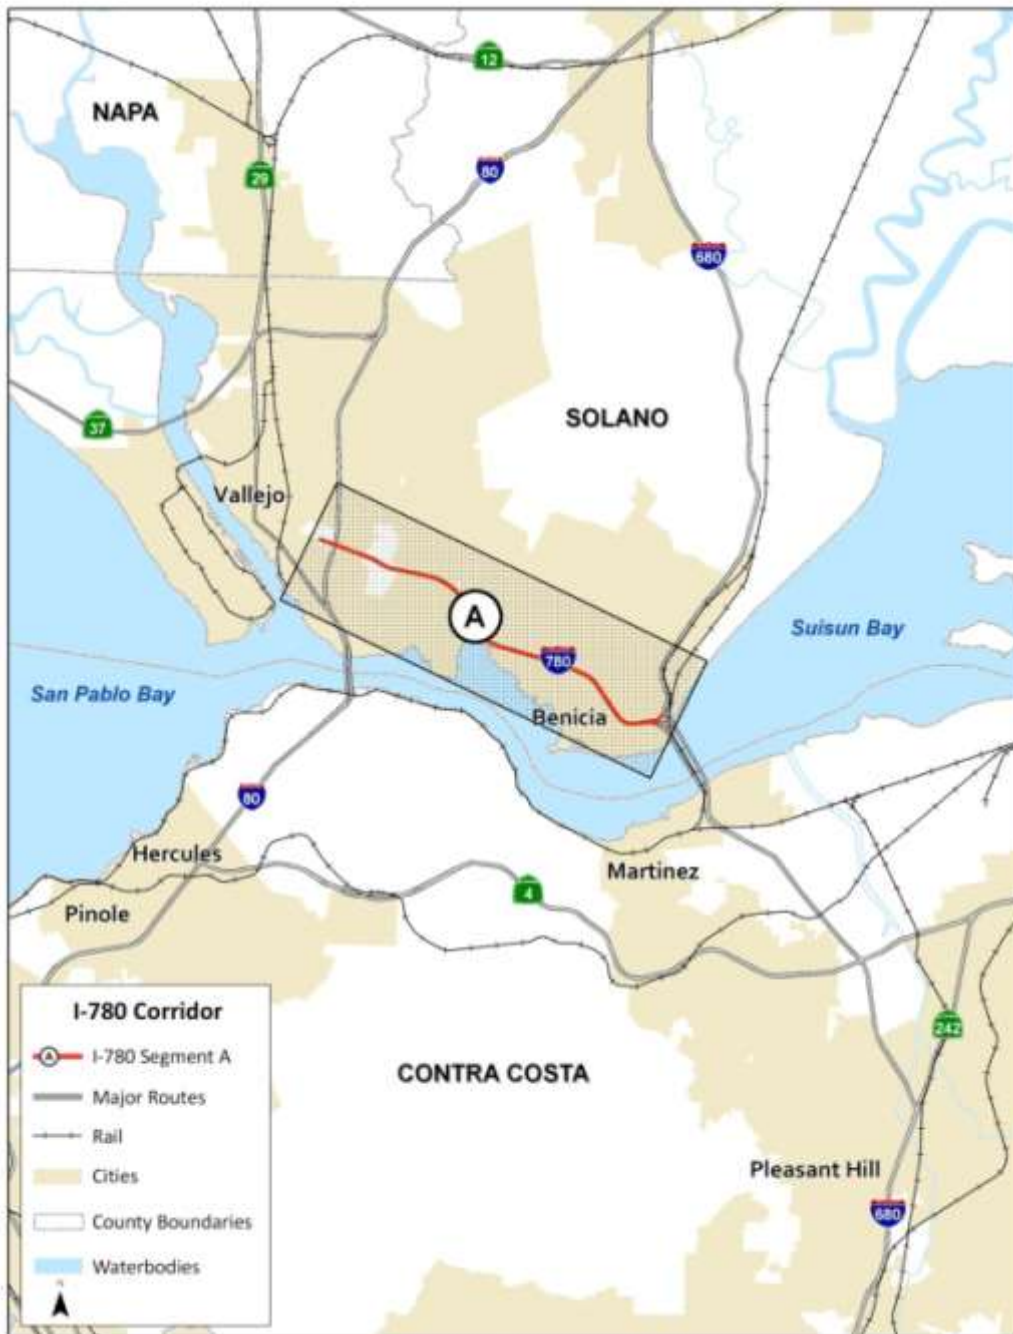 12
NAPA
80
29
680
SOLANO
37
Vallejo
A
Suisun Bay
780
San Pablo Bay
Benicia
80
Hercules
Martinez
4
Pinole
I-780 Corridor
A I-780 Segment A
Major Routes
Rail
Cities
County Boundaries
Waterbodies
N
242
CONTRA COSTA
Pleasant Hill
680